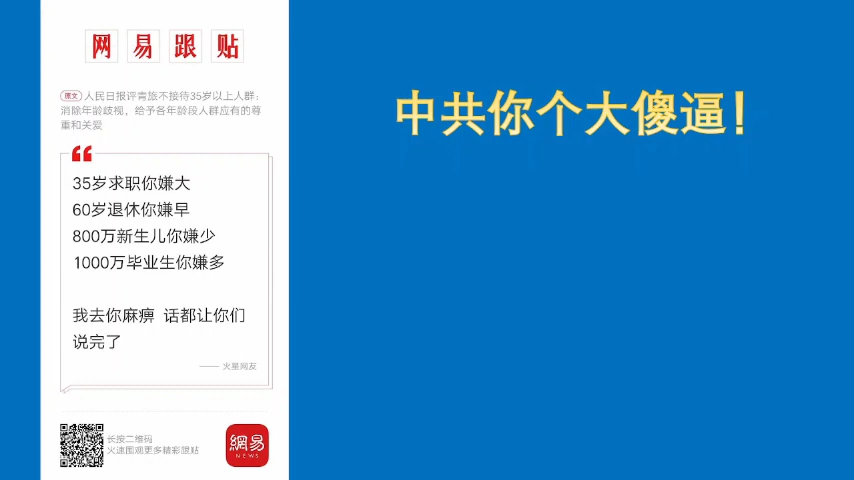 网易跟贴
原文 人民日报评青旅不接待35岁以上人群：
消除年龄歧视，给予各年龄段人群应有的尊
重和关爱
35岁求职你嫌大
60岁退休你嫌早
800万新生儿你嫌少
1000万毕业生你嫌多
我去你麻痹 话都让你们
说完了
—— 火星网友
长按二维码
火速围观更多精彩跟贴
網易
NEWS
中共你个大傻逼！